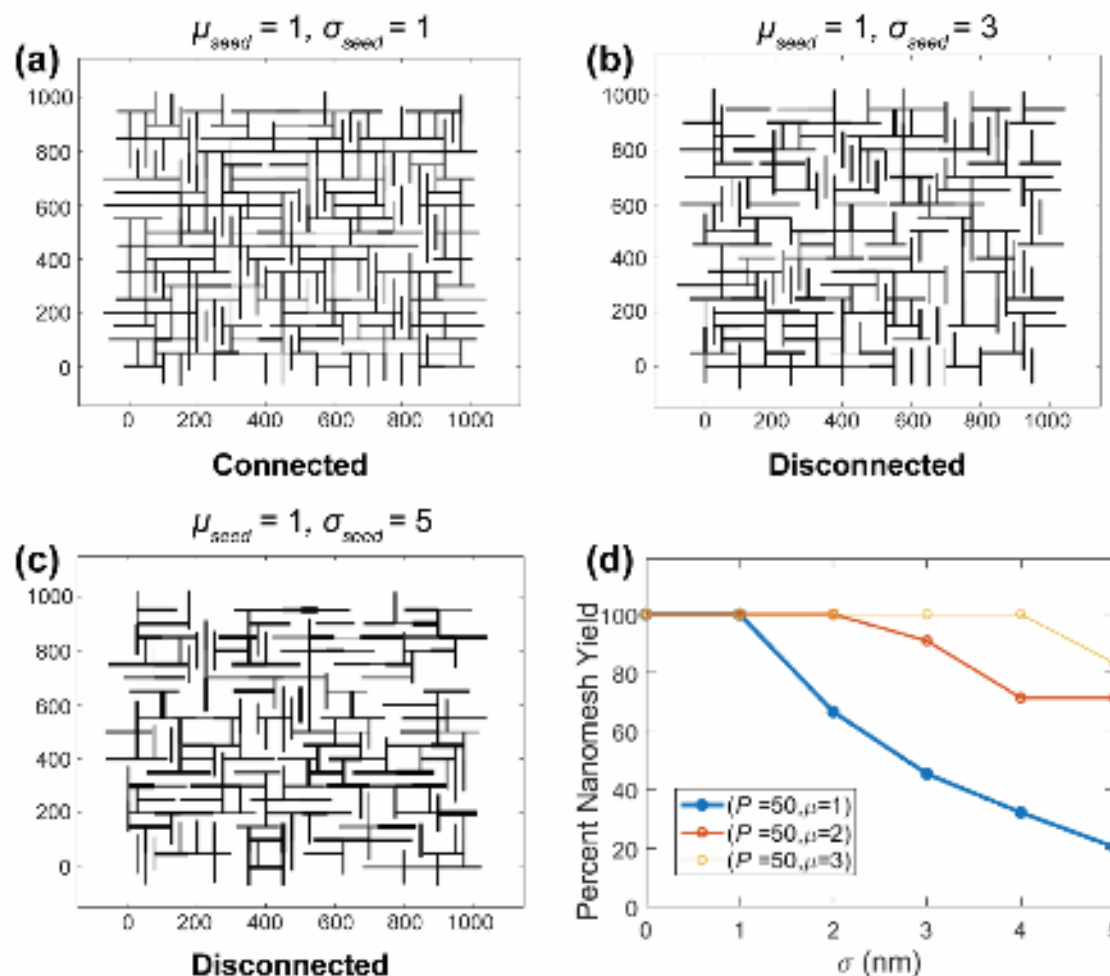 μseed = 1, σseed = 1
(a)
1000
800
600
400
200
0
0 200 400 600 800 1000
Connected
μseed = 1, σseed = 3
(b)
1000
800
600
400
200
0
0 200 400 600 800 1000
Disconnected
μseed = 1, σseed = 5
(c)
1000
800
600
400
200
0
0 200 400 600 800 1000
Disconnected
(d)
Percent Nanomesh Yield
100
80
60
40
20
0
(P =50,μ=1)
(P =50,μ=2)
(P =50,μ=3)
0 1 2 3 4 5
σ (nm)